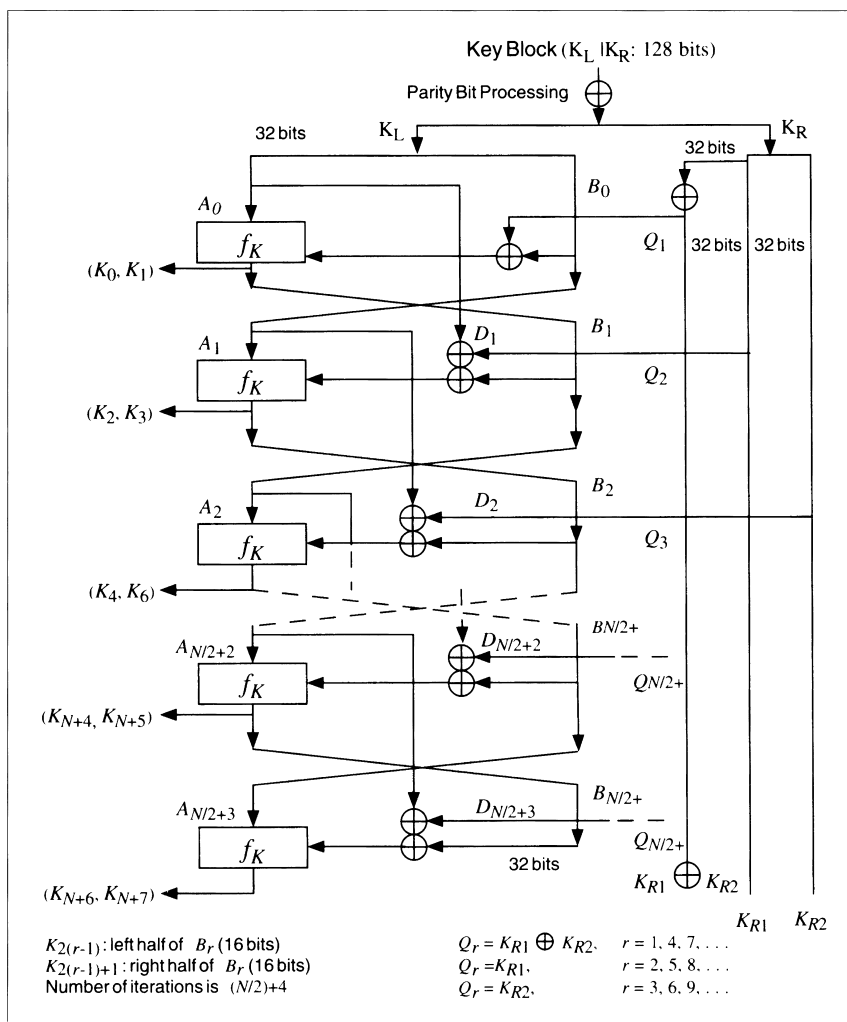 Key Block (K_L |K_R: 128 bits)
Parity Bit Processing
32 bits
K_L
K_R
32 bits
A_0
B_0
f_K
Q_1
32 bits
32 bits
(K_0, K_1)
A_1
D_1
B_1
f_K
Q_2
(K_2, K_3)
A_2
D_2
B_2
f_K
Q_3
(K_4, K_6)
A_N/2+2
D_N/2+2
BN/2+
f_K
Q_N/2+
(K_N+4, K_N+5)
A_N/2+3
D_N/2+3
B_N/2+
f_K
Q_N/2+
32 bits
K_R1 ⊕ K_R2
(K_N+6, K_N+7)
K_R1 K_R2
K_2(r-1) : left half of B_r (16 bits)
K_2(r-1)+1 : right half of B_r (16 bits)
Number of iterations is (N/2)+4
Q_r = K_R1 ⊕ K_R2, r = 1, 4, 7, . . .
Q_r =K_R1, r = 2, 5, 8, . . .
Q_r = K_R2, r = 3, 6, 9, . . .